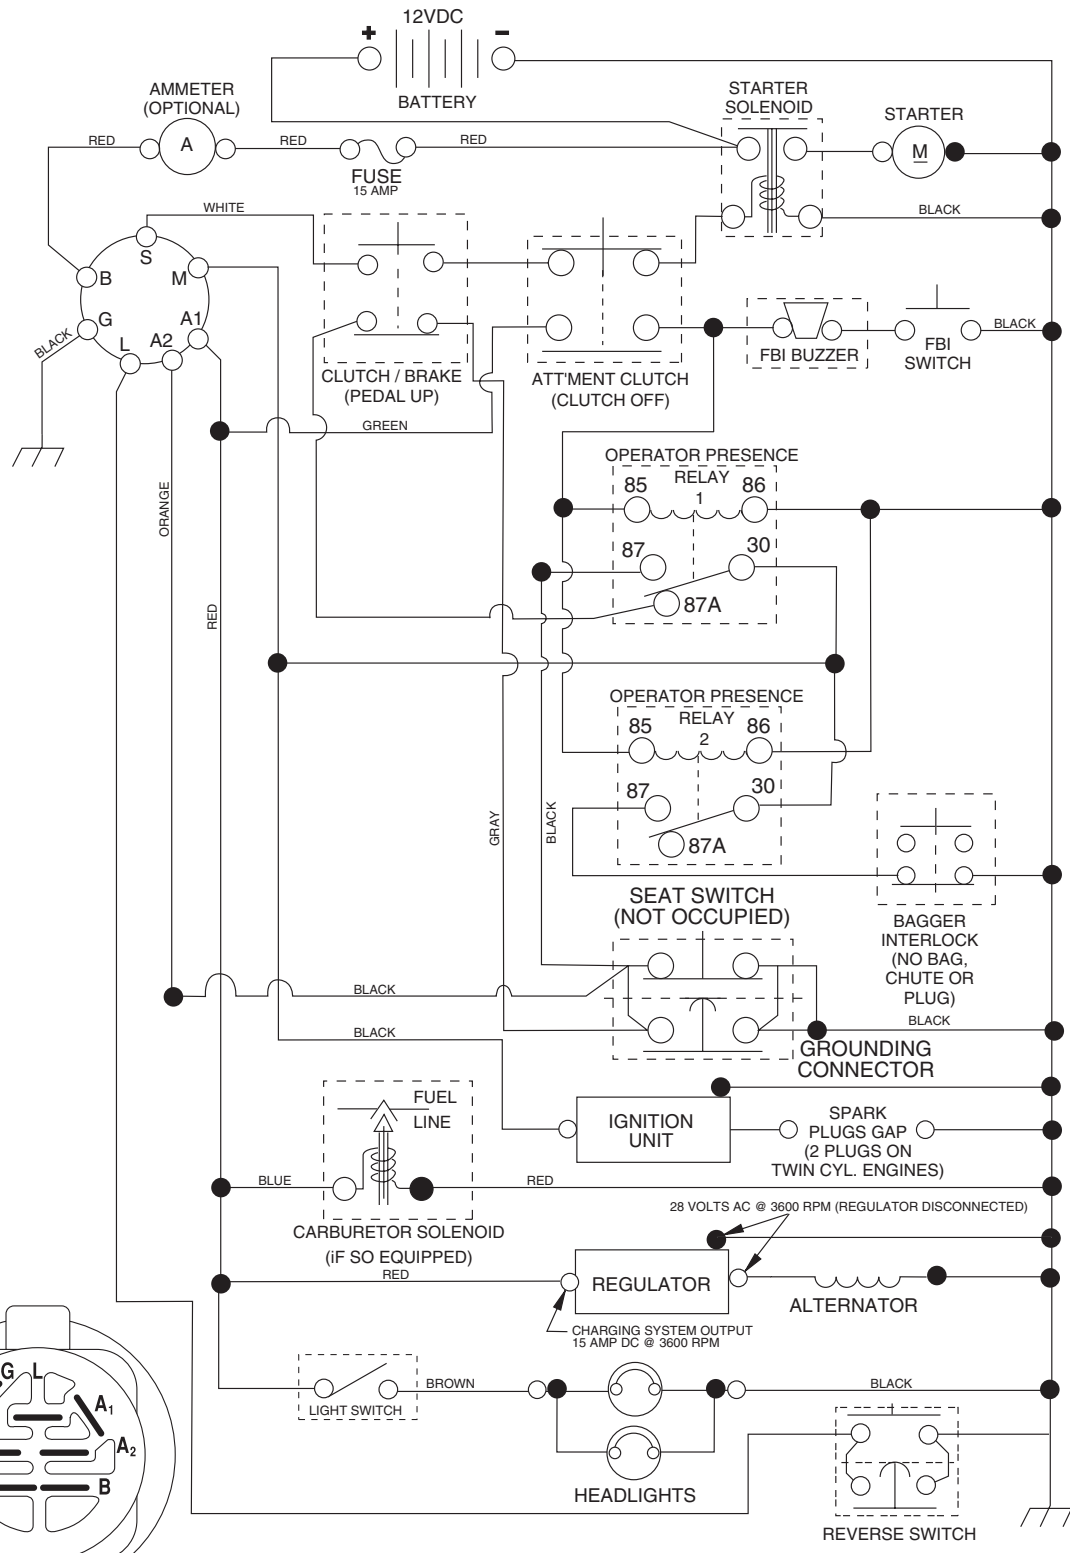 12VDC
+
-
BATTERY
AMMETER
(OPTIONAL)
STARTER
SOLENOID
STARTER
RED
A
RED
FUSE
15 AMP
RED
M
WHITE
BLACK
S
B
M
G
A1
L
A2
BLACK
CLUTCH / BRAKE
(PEDAL UP)
ATT'MENT CLUTCH
(CLUTCH OFF)
FBI BUZZER
FBI
SWITCH
BLACK
GREEN
ORANGE
RED
OPERATOR PRESENCE
RELAY
1
85
86
87
30
87A
OPERATOR PRESENCE
RELAY
2
85
86
87
30
87A
GRAY
BLACK
SEAT SWITCH
(NOT OCCUPIED)
BAGGER
INTERLOCK
(NO BAG,
CHUTE OR
PLUG)
BLACK
BLACK
BLACK
GROUNDING
CONNECTOR
FUEL
LINE
IGNITION
UNIT
SPARK
PLUGS GAP
(2 PLUGS ON
TWIN CYL. ENGINES)
BLUE
RED
CARBURETOR SOLENOID
(iF SO EQUIPPED)
28 VOLTS AC @ 3600 RPM (REGULATOR DISCONNECTED)
RED
REGULATOR
ALTERNATOR
CHARGING SYSTEM OUTPUT
15 AMP DC @ 3600 RPM
LIGHT SWITCH
BROWN
BLACK
HEADLIGHTS
REVERSE SWITCH
G
L
A1
A2
B